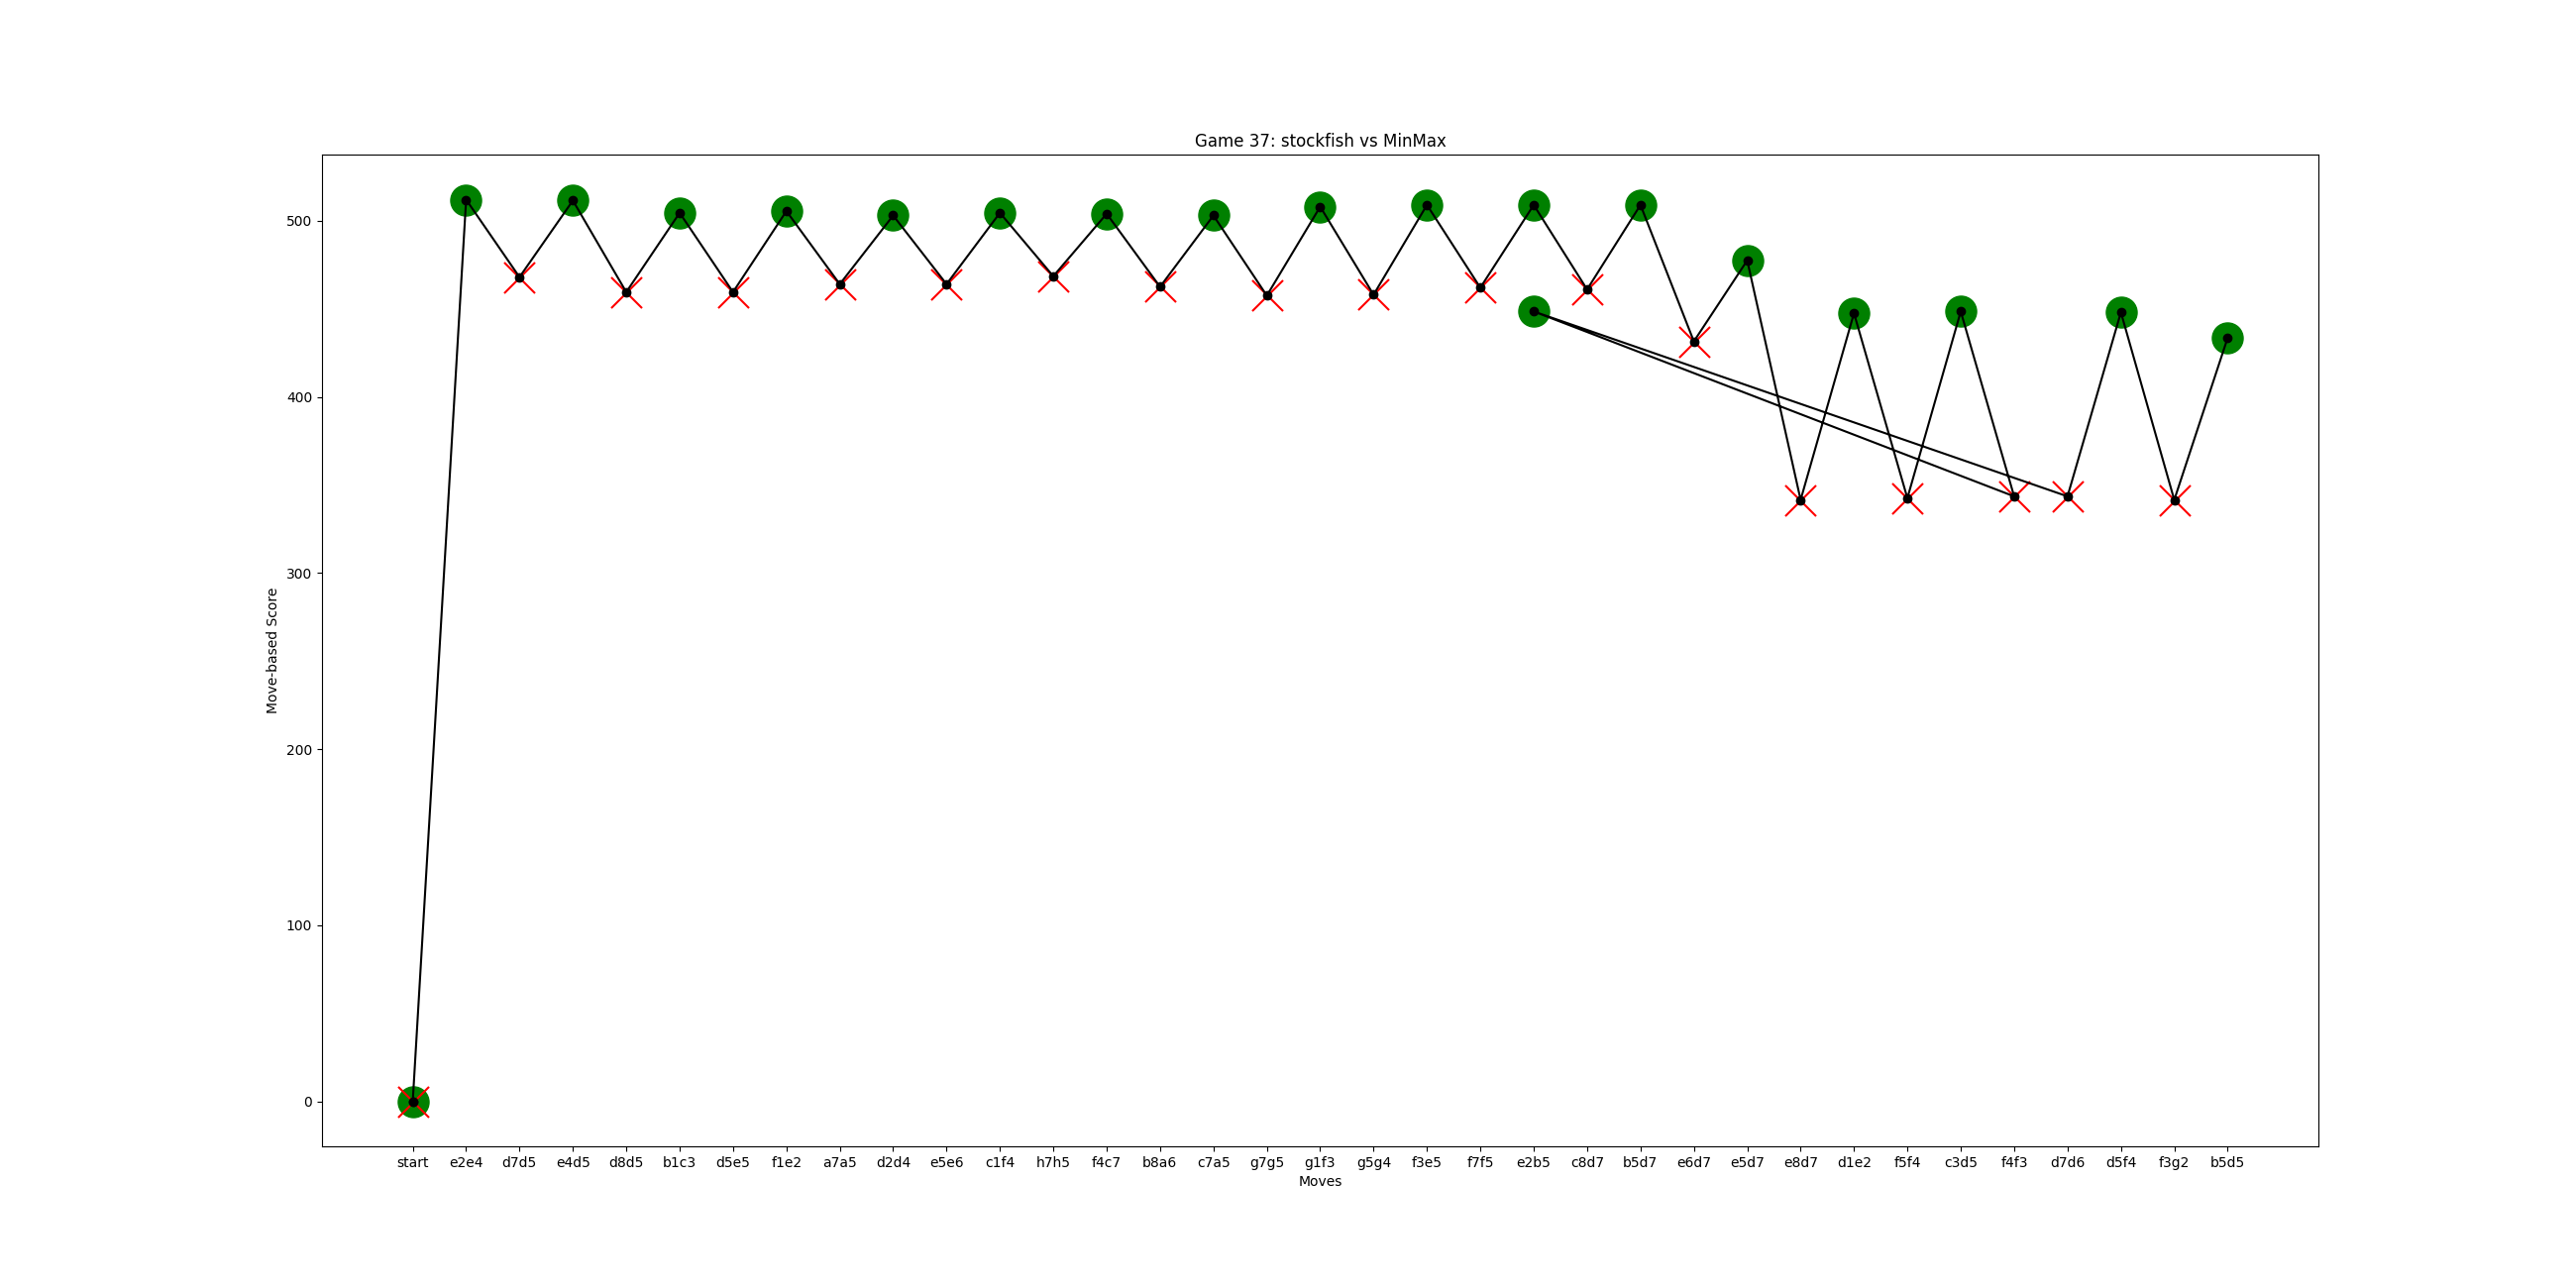 Game 37: stockfish vs MinMax
Move-based Score
500
400
300
200
100
0
start e2e4 d7d5 e4d5 d8d5 b1c3 d5e5 f1e2 a7a5 d2d4 e5e6 c1f4 h7h5 f4c7 b8a6 c7a5 g7g5 g1f3 g5g4 f3e5 f7f5 e2b5 c8d7 b5d7 e6d7 e5d7 e8d7 d1e2 f5f4 c3d5 f4f3 d7d6 d5f4 f3g2 b5d5
Moves